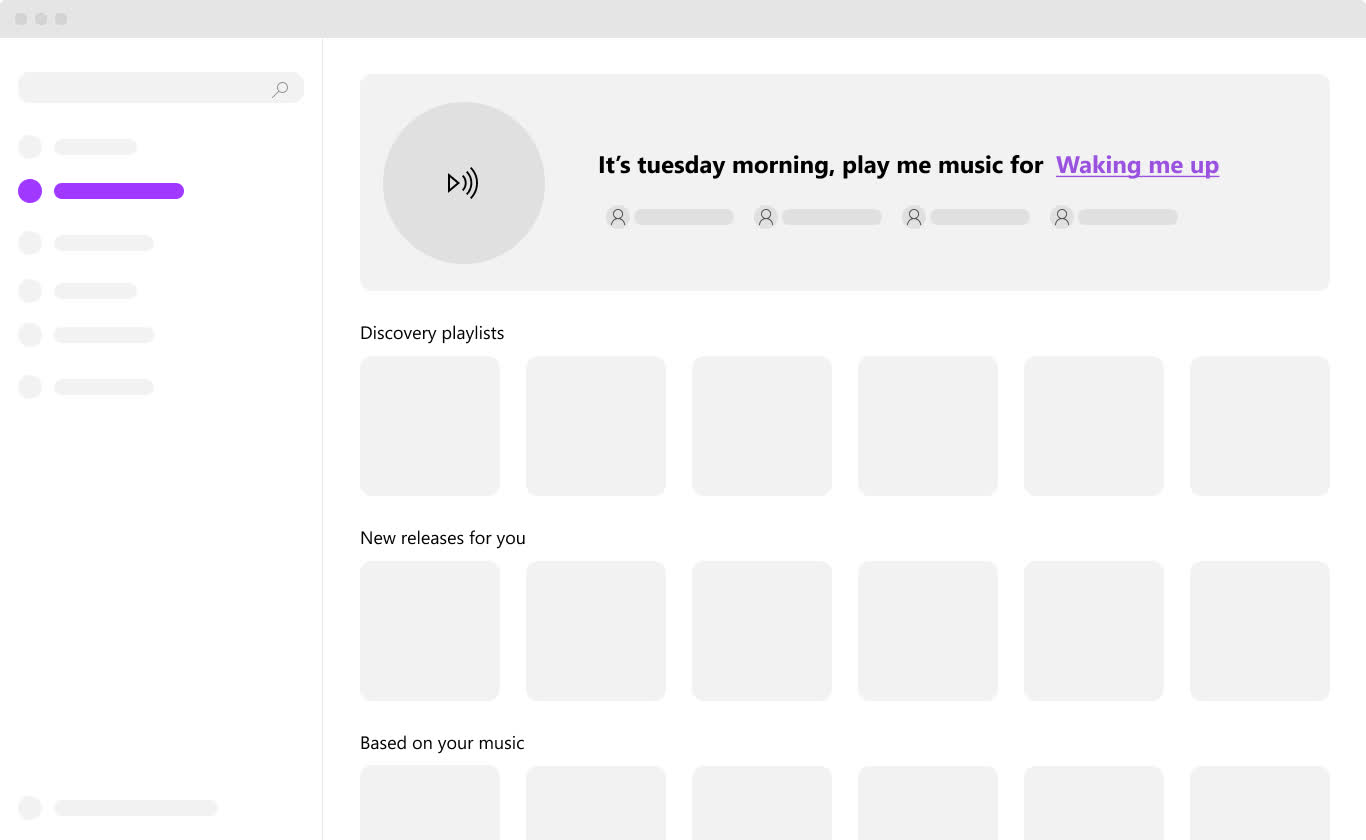 It’s tuesday morning, play me music for Waking me up
Discovery playlists
New releases for you
Based on your music